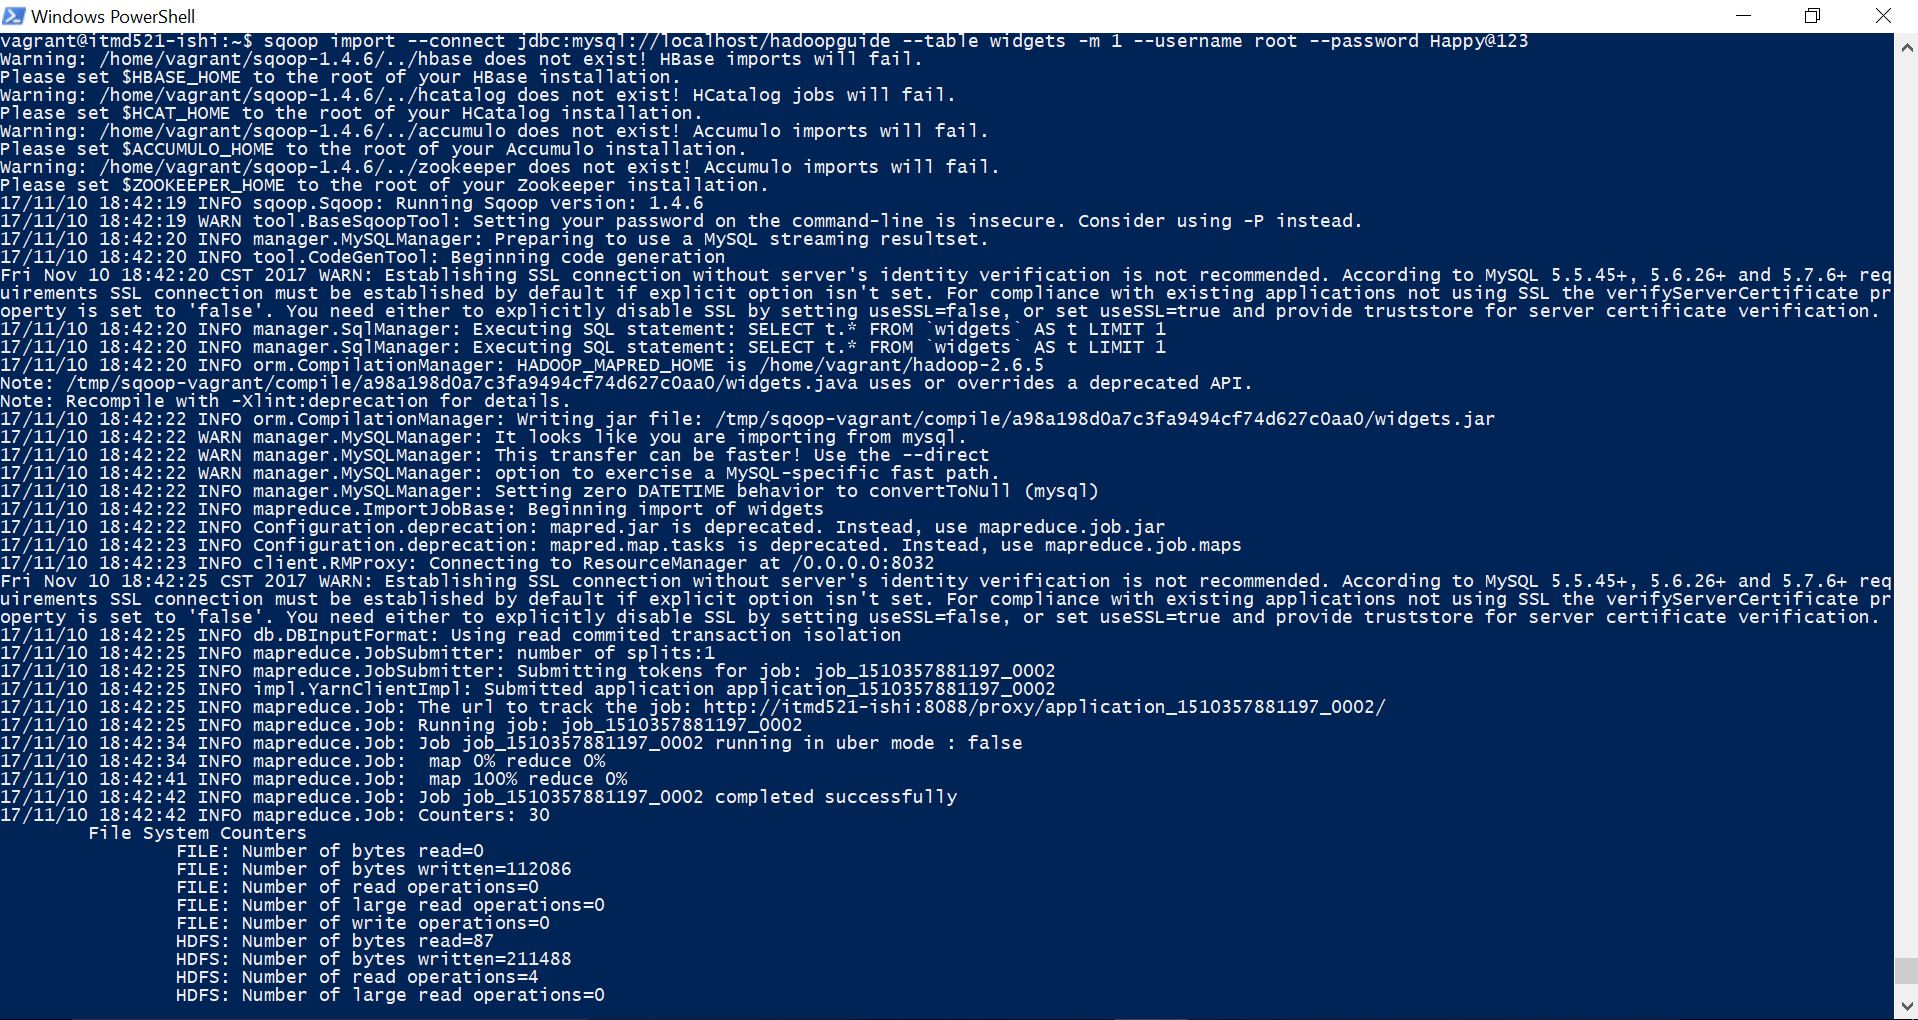 Windows PowerShell
vagrant@itmd521-ishi:~$ sqoop import --connect jdbc:mysql://localhost/hadoopguide --table widgets -m 1 --username root --password Happy@123
Warning: /home/vagrant/sqoop-1.4.6/../hbase does not exist! HBase imports will fail.
Please set $HBASE_HOME to the root of your HBase installation.
Warning: /home/vagrant/sqoop-1.4.6/../hcatalog does not exist! HCatalog jobs will fail.
Please set $HCAT_HOME to the root of your HCatalog installation.
Warning: /home/vagrant/sqoop-1.4.6/../accumulo does not exist! Accumulo imports will fail.
Please set $ACCUMULO_HOME to the root of your Accumulo installation.
Warning: /home/vagrant/sqoop-1.4.6/../zookeeper does not exist! Accumulo imports will fail.
Please set $ZOOKEEPER_HOME to the root of your Zookeeper installation.
17/11/10 18:42:19 INFO sqoop.Sqoop: Running Sqoop version: 1.4.6
17/11/10 18:42:19 WARN tool.BaseSqoopTool: Setting your password on the command-line is insecure. Consider using -P instead.
17/11/10 18:42:20 INFO manager.MySQLManager: Preparing to use a MySQL streaming resultset.
17/11/10 18:42:20 INFO tool.CodeGenTool: Beginning code generation
Fri Nov 10 18:42:20 CST 2017 WARN: Establishing SSL connection without server's identity verification is not recommended. According to MySQL 5.5.45+, 5.6.26+ and 5.7.6+ req
uirements SSL connection must be established by default if explicit option isn't set. For compliance with existing applications not using SSL the verifyServerCertificate pr
operty is set to 'false'. You need either to explicitly disable SSL by setting useSSL=false, or set useSSL=true and provide truststore for server certificate verification.
17/11/10 18:42:20 INFO manager.SqlManager: Executing SQL statement: SELECT t.* FROM `widgets` AS t LIMIT 1
17/11/10 18:42:20 INFO manager.SqlManager: Executing SQL statement: SELECT t.* FROM `widgets` AS t LIMIT 1
17/11/10 18:42:20 INFO orm.CompilationManager: HADOOP_MAPRED_HOME is /home/vagrant/hadoop-2.6.5
Note: /tmp/sqoop-vagrant/compile/a98a198d0a7c3fa9494cf74d627c0aa0/widgets.java uses or overrides a deprecated API.
Note: Recompile with -Xlint:deprecation for details.
17/11/10 18:42:22 INFO orm.CompilationManager: Writing jar file: /tmp/sqoop-vagrant/compile/a98a198d0a7c3fa9494cf74d627c0aa0/widgets.jar
17/11/10 18:42:22 WARN manager.MySQLManager: It looks like you are importing from mysql.
17/11/10 18:42:22 WARN manager.MySQLManager: This transfer can be faster! Use the --direct
17/11/10 18:42:22 WARN manager.MySQLManager: option to exercise a MySQL-specific fast path.
17/11/10 18:42:22 INFO manager.MySQLManager: Setting zero DATETIME behavior to convertToNull (mysql)
17/11/10 18:42:22 INFO mapreduce.ImportJobBase: Beginning import of widgets
17/11/10 18:42:22 INFO Configuration.deprecation: mapred.jar is deprecated. Instead, use mapreduce.job.jar
17/11/10 18:42:23 INFO Configuration.deprecation: mapred.map.tasks is deprecated. Instead, use mapreduce.job.maps
17/11/10 18:42:23 INFO client.RMProxy: Connecting to ResourceManager at /0.0.0.0:8032
Fri Nov 10 18:42:25 CST 2017 WARN: Establishing SSL connection without server's identity verification is not recommended. According to MySQL 5.5.45+, 5.6.26+ and 5.7.6+ req
uirements SSL connection must be established by default if explicit option isn't set. For compliance with existing applications not using SSL the verifyServerCertificate pr
operty is set to 'false'. You need either to explicitly disable SSL by setting useSSL=false, or set useSSL=true and provide truststore for server certificate verification.
17/11/10 18:42:25 INFO db.DBInputFormat: Using read commited transaction isolation
17/11/10 18:42:25 INFO mapreduce.JobSubmitter: number of splits:1
17/11/10 18:42:25 INFO mapreduce.JobSubmitter: Submitting tokens for job: job_1510357881197_0002
17/11/10 18:42:25 INFO impl.YarnClientImpl: Submitted application application_1510357881197_0002
17/11/10 18:42:25 INFO mapreduce.Job: The url to track the job: http://itmd521-ishi:8088/proxy/application_1510357881197_0002/
17/11/10 18:42:25 INFO mapreduce.Job: Running job: job_1510357881197_0002
17/11/10 18:42:34 INFO mapreduce.Job: Job job_1510357881197_0002 running in uber mode : false
17/11/10 18:42:34 INFO mapreduce.Job:  map 0% reduce 0%
17/11/10 18:42:41 INFO mapreduce.Job:  map 100% reduce 0%
17/11/10 18:42:42 INFO mapreduce.Job: Job job_1510357881197_0002 completed successfully
17/11/10 18:42:42 INFO mapreduce.Job: Counters: 30
File System Counters
FILE: Number of bytes read=0
FILE: Number of bytes written=112086
FILE: Number of read operations=0
FILE: Number of large read operations=0
FILE: Number of write operations=0
HDFS: Number of bytes read=87
HDFS: Number of bytes written=211488
HDFS: Number of read operations=4
HDFS: Number of large read operations=0